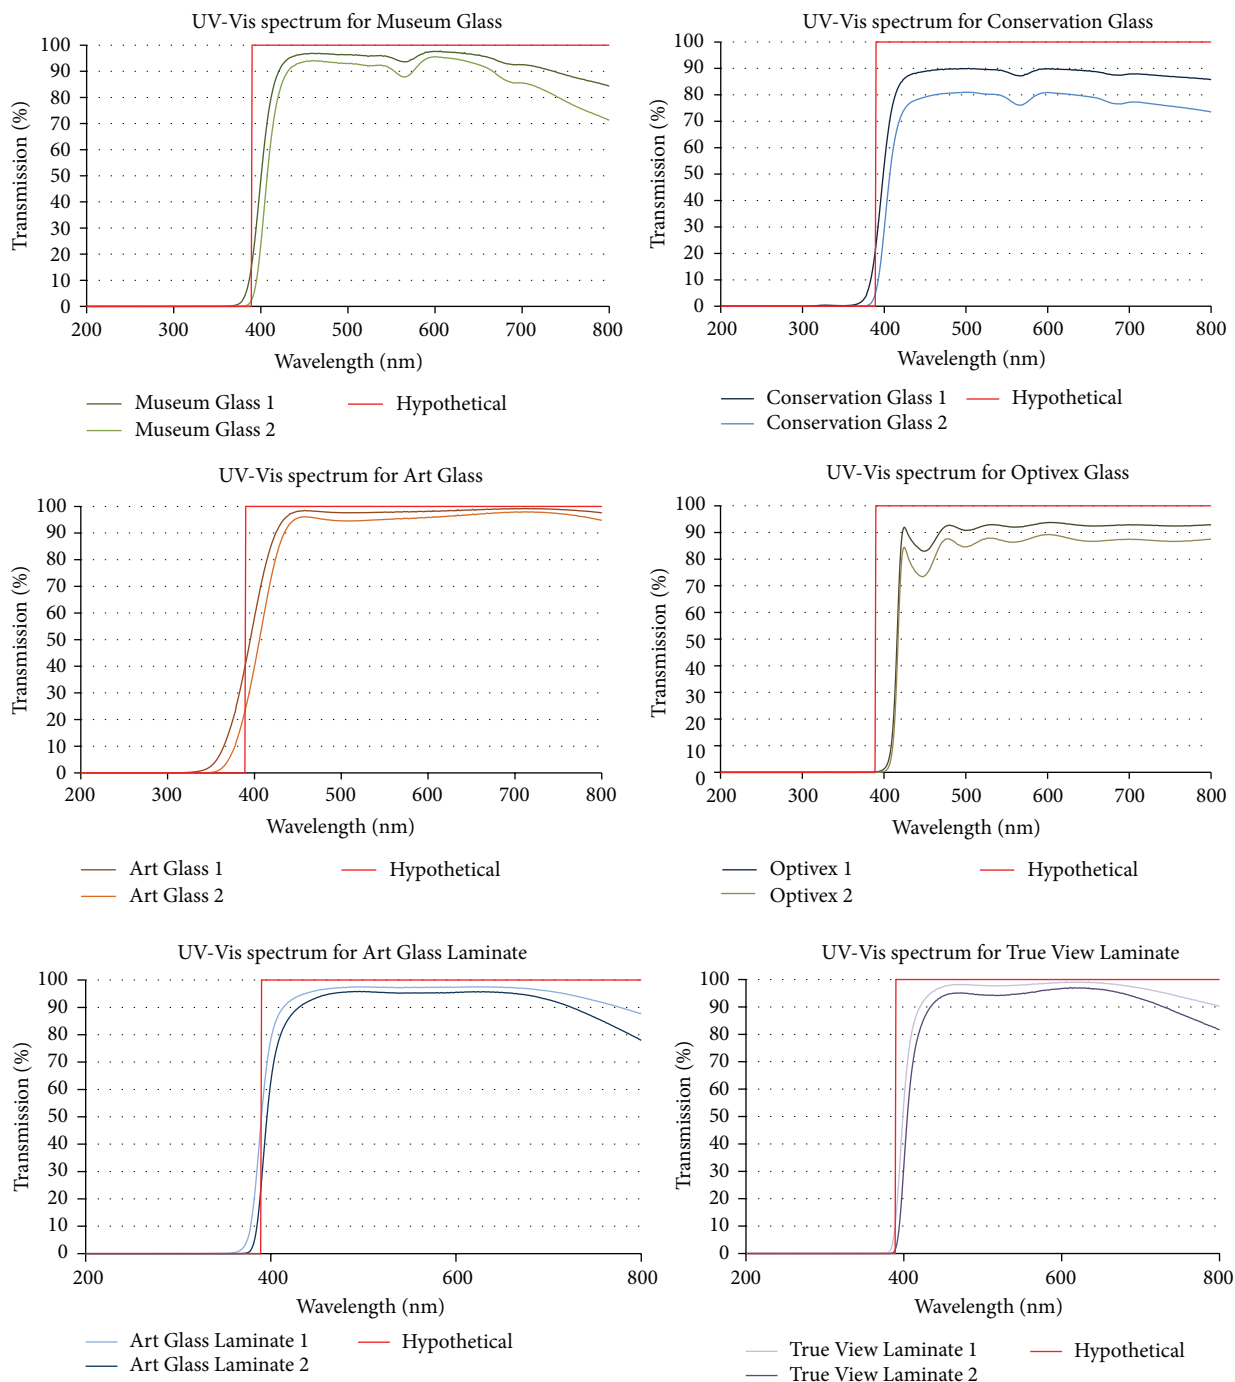 UV-Vis spectrum for Museum Glass
100
90
80
70
60
50
40
30
20
10
0
Transmission (%)
200 300 400 500 600 700 800
Wavelength (nm)
Museum Glass 1
Hypothetical
Museum Glass 2
UV-Vis spectrum for Conservation Glass
100
90
80
70
60
50
40
30
20
10
0
Transmission (%)
200 300 400 500 600 700 800
Wavelength (nm)
Conservation Glass 1
Hypothetical
Conservation Glass 2
UV-Vis spectrum for Art Glass
100
90
80
70
60
50
40
30
20
10
0
Transmission (%)
200 300 400 500 600 700 800
Wavelength (nm)
Art Glass 1
Hypothetical
Art Glass 2
UV-Vis spectrum for Optivex Glass
100
90
80
70
60
50
40
30
20
10
0
Transmission (%)
200 300 400 500 600 700 800
Wavelength (nm)
Optivex 1
Hypothetical
Optivex 2
UV-Vis spectrum for Art Glass Laminate
100
90
80
70
60
50
40
30
20
10
0
Transmission (%)
200 400 600 800
Wavelength (nm)
Art Glass Laminate 1
Hypothetical
Art Glass Laminate 2
UV-Vis spectrum for True View Laminate
100
90
80
70
60
50
40
30
20
10
0
Transmission (%)
200 400 600 800
Wavelength (nm)
True View Laminate 1
Hypothetical
True View Laminate 2